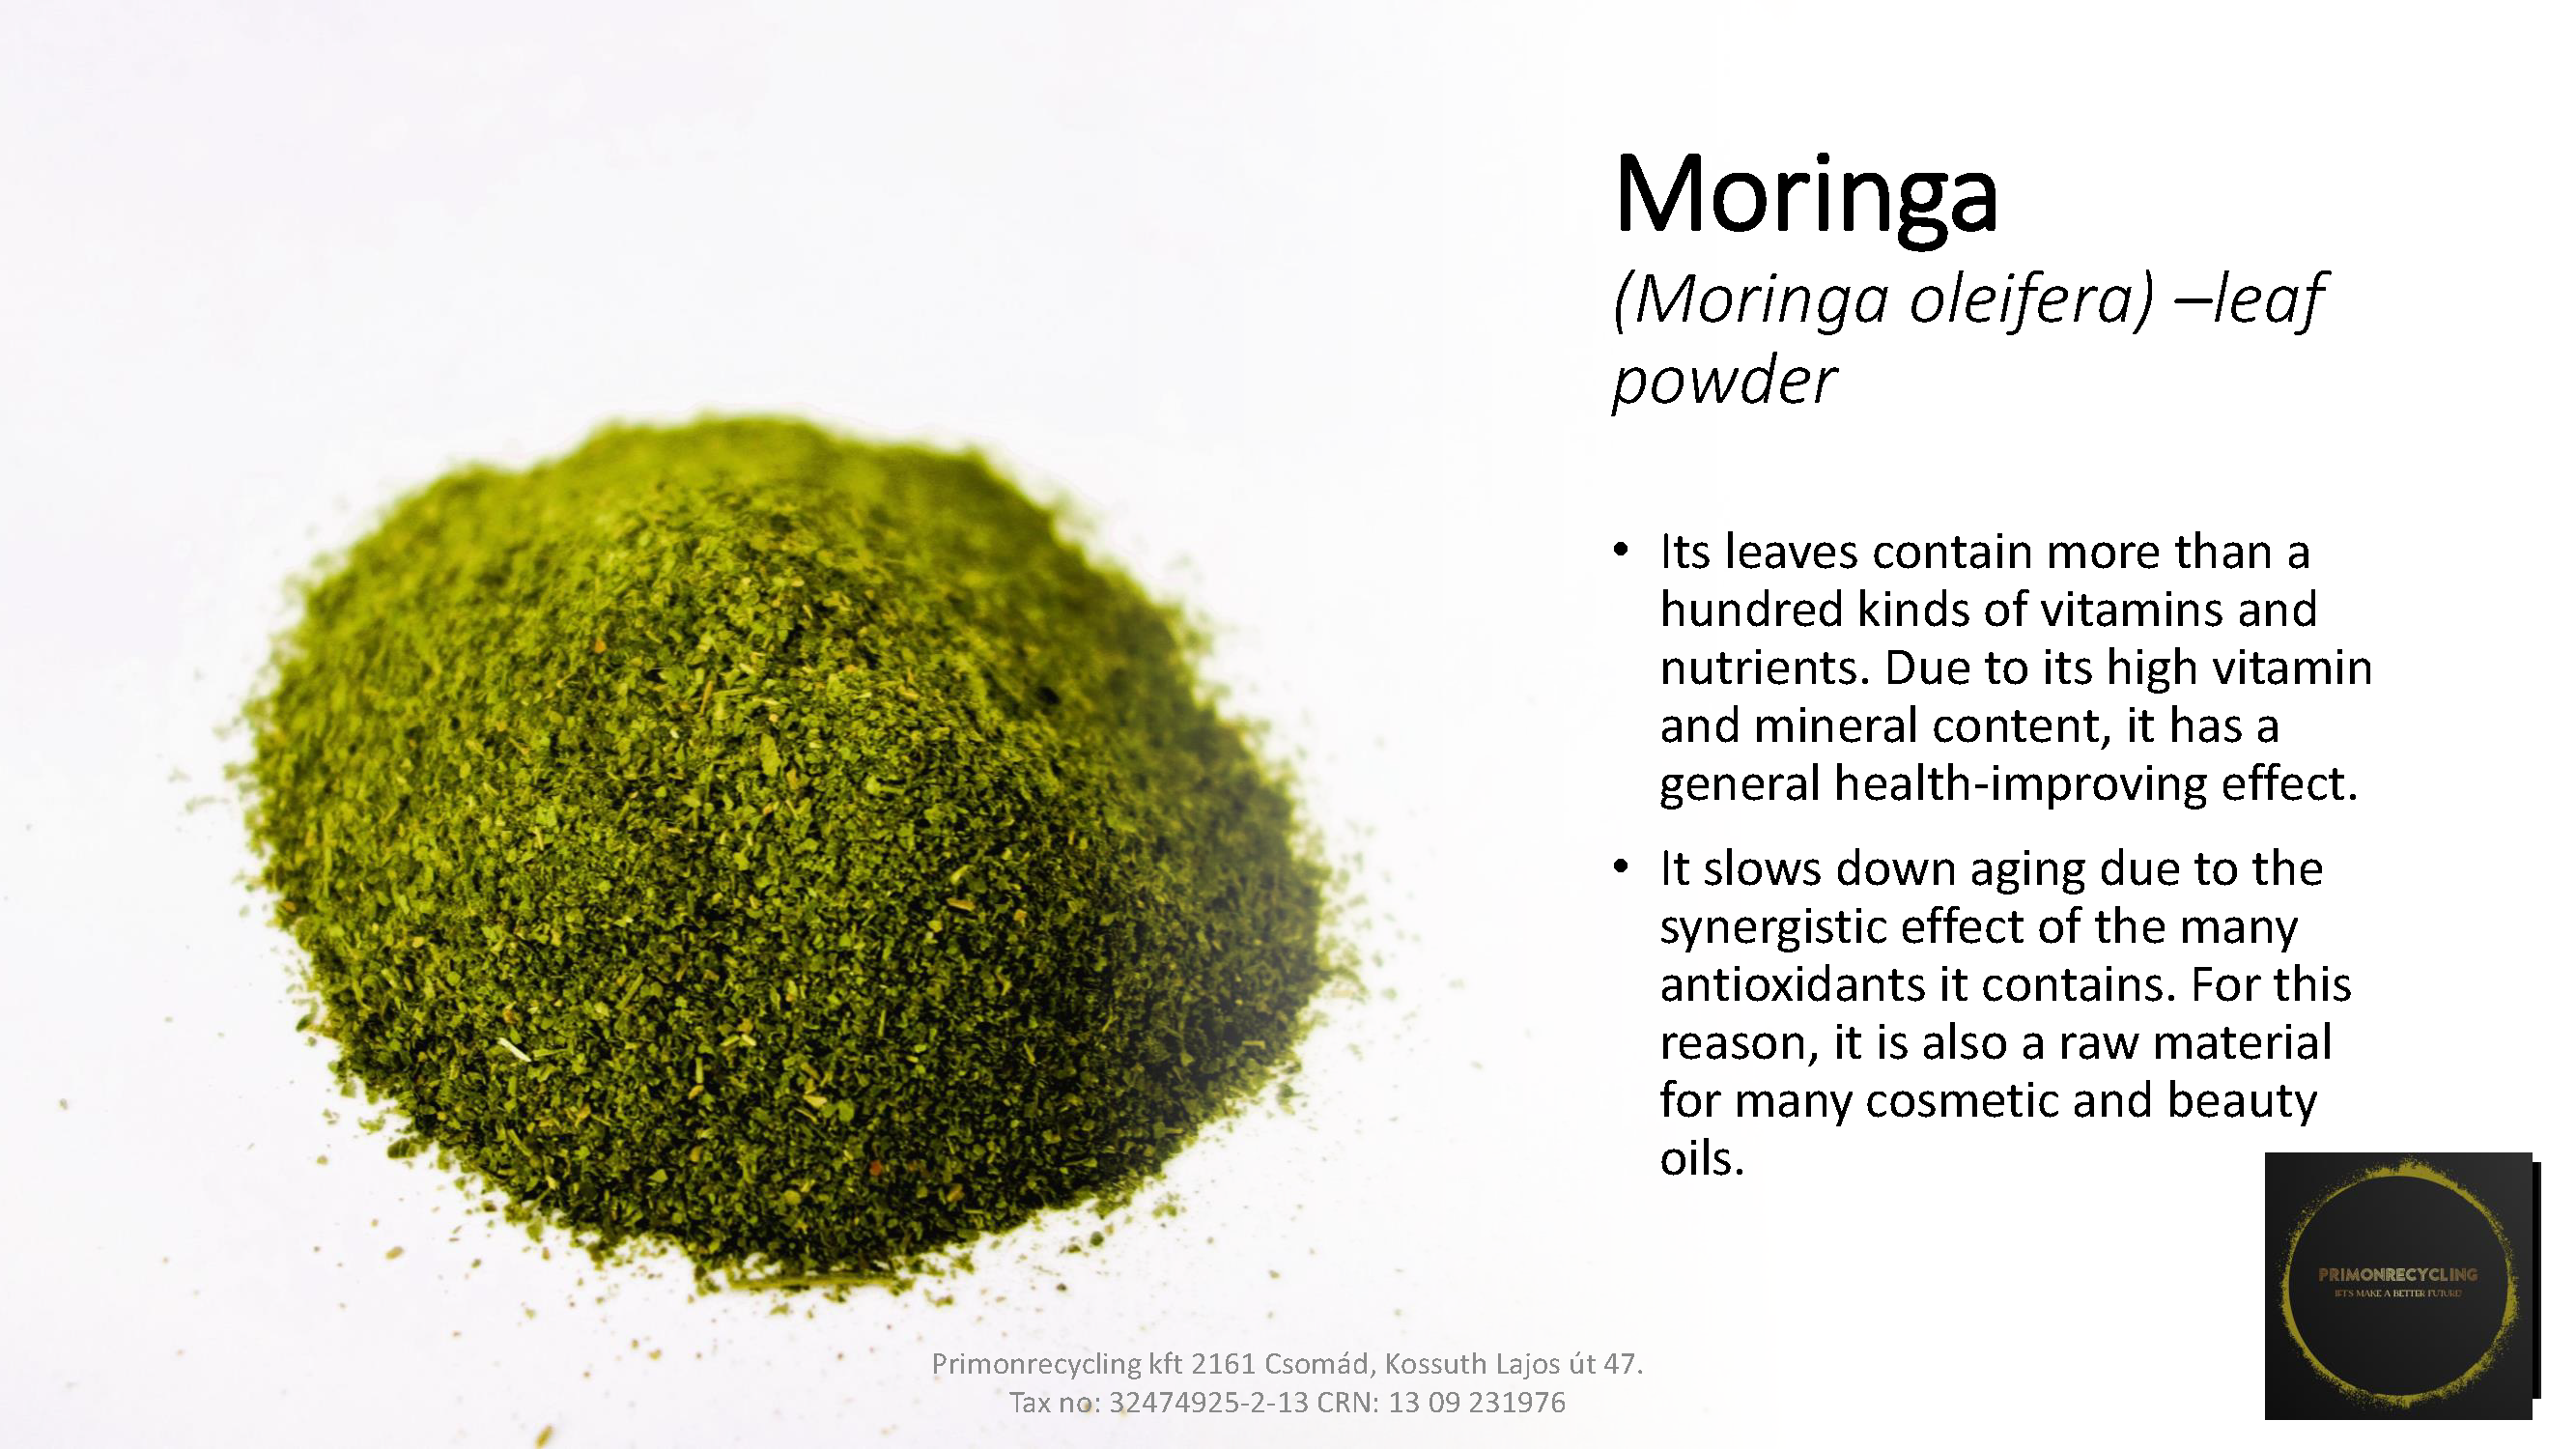 Moringa
(Moringa oleifera) –leaf
powder
• Its leaves contain more than a
hundred kinds of vitamins and
nutrients. Due to its high vitamin
and mineral content, it has a
general health-improving effect.
• It slows down aging due to the
synergistic effect of the many
antioxidants it contains. For this
reason, it is also a raw material
for many cosmetic and beauty
oils.
PRIMONRECYCLING
MAKE A BETTER FUTURE
Primonrecycling kft 2161 Csomád, Kossuth Lajos út 47.
Tax no: 32474925-2-13 CRN: 13 09 231976